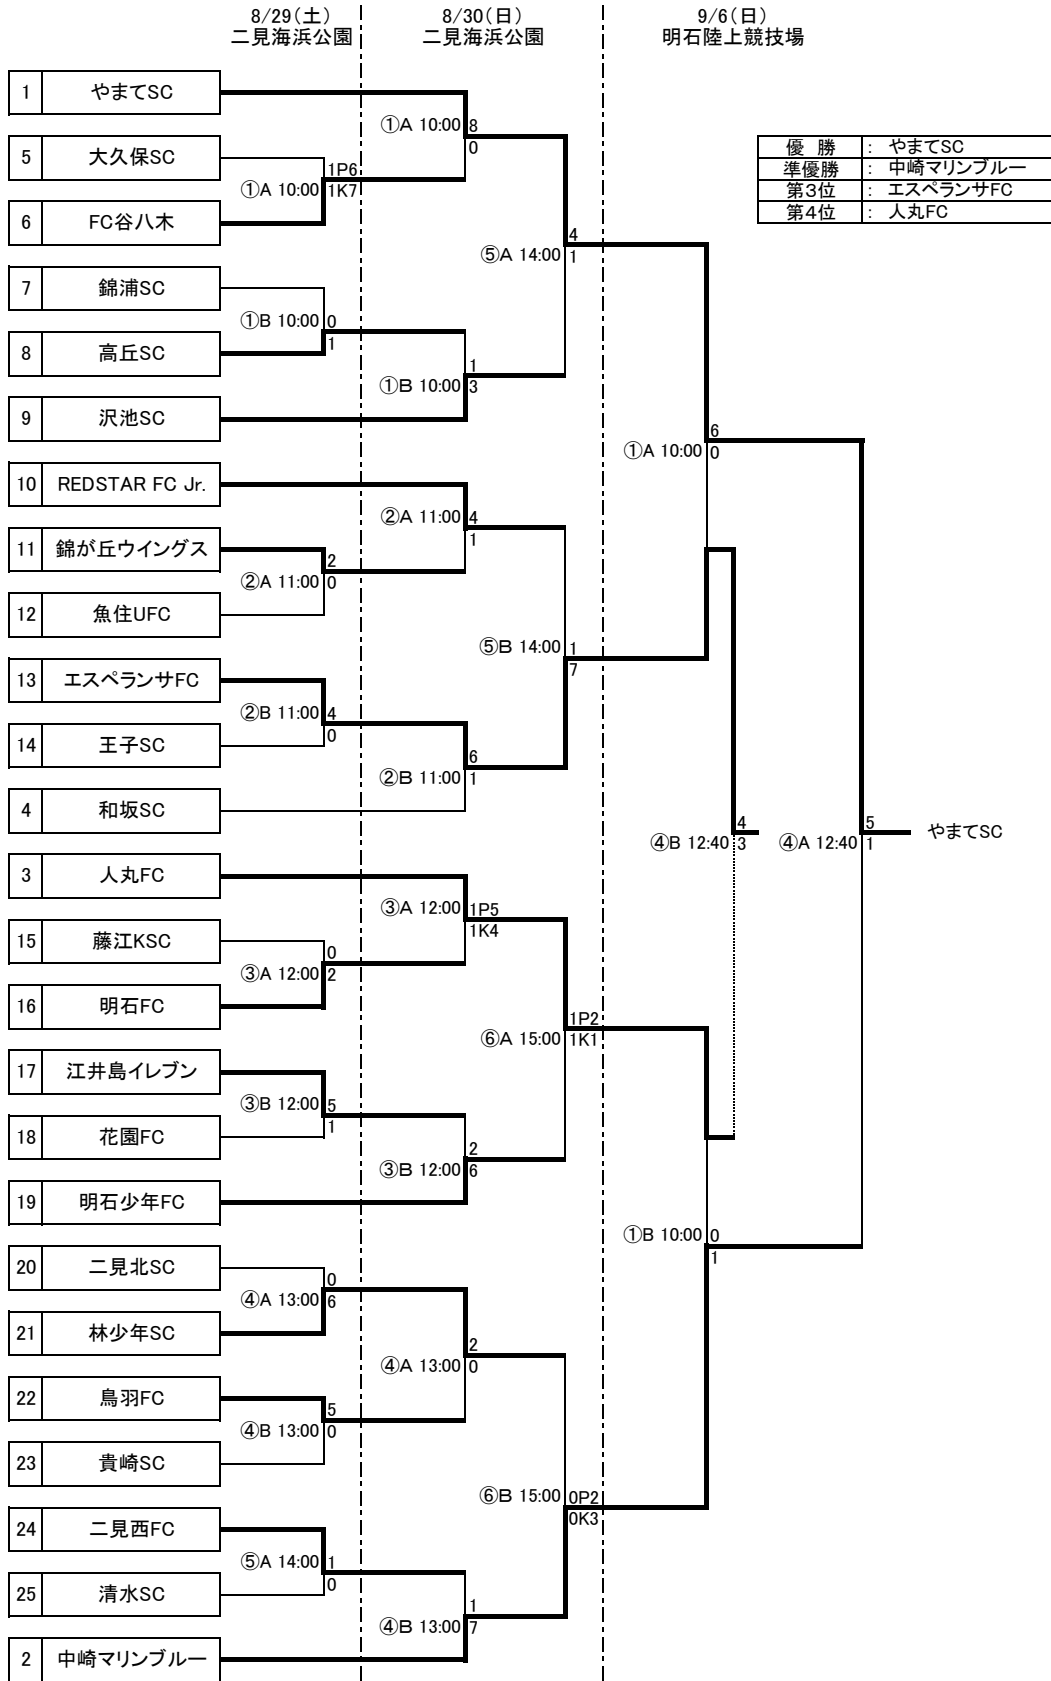 8/29(土)
二見海浜公園
8/30(日)
二見海浜公園
9/6(日)
明石陸上競技場
優 勝 : やまてSC
準優勝 : 中崎マリンブルー
第3位 : エスペランサFC
第4位 : 人丸FC
1 やまてSC
①A 10:00 8
0
5 大久保SC
①A 10:00 1P6
1K7
6 FC谷八木
⑤A 14:00 4
1
7 錦浦SC
①B 10:00 0
1
8 高丘SC
①B 10:00 1
3
9 沢池SC
①A 10:00 6
0
10 REDSTAR FC Jr.
②A 11:00 4
1
11 錦が丘ウイングス
②A 11:00 2
0
12 魚住UFC
⑤B 14:00 1
7
13 エスペランサFC
②B 11:00 4
0
14 王子SC
②B 11:00 6
1
4 和坂SC
④B 12:40 4
3
④A 12:40 5
1
やまてSC
3 人丸FC
③A 12:00 1P5
1K4
15 藤江KSC
③A 12:00 0
2
16 明石FC
⑥A 15:00 1P2
1K1
17 江井島イレブン
③B 12:00 5
1
18 花園FC
③B 12:00 2
6
19 明石少年FC
①B 10:00 0
1
20 二見北SC
④A 13:00 0
6
21 林少年SC
④A 13:00 2
0
22 鳥羽FC
④B 13:00 5
0
23 貴崎SC
⑥B 15:00 0P2
0K3
24 二見西FC
⑤A 14:00 1
0
25 清水SC
④B 13:00 1
7
2 中崎マリンブルー